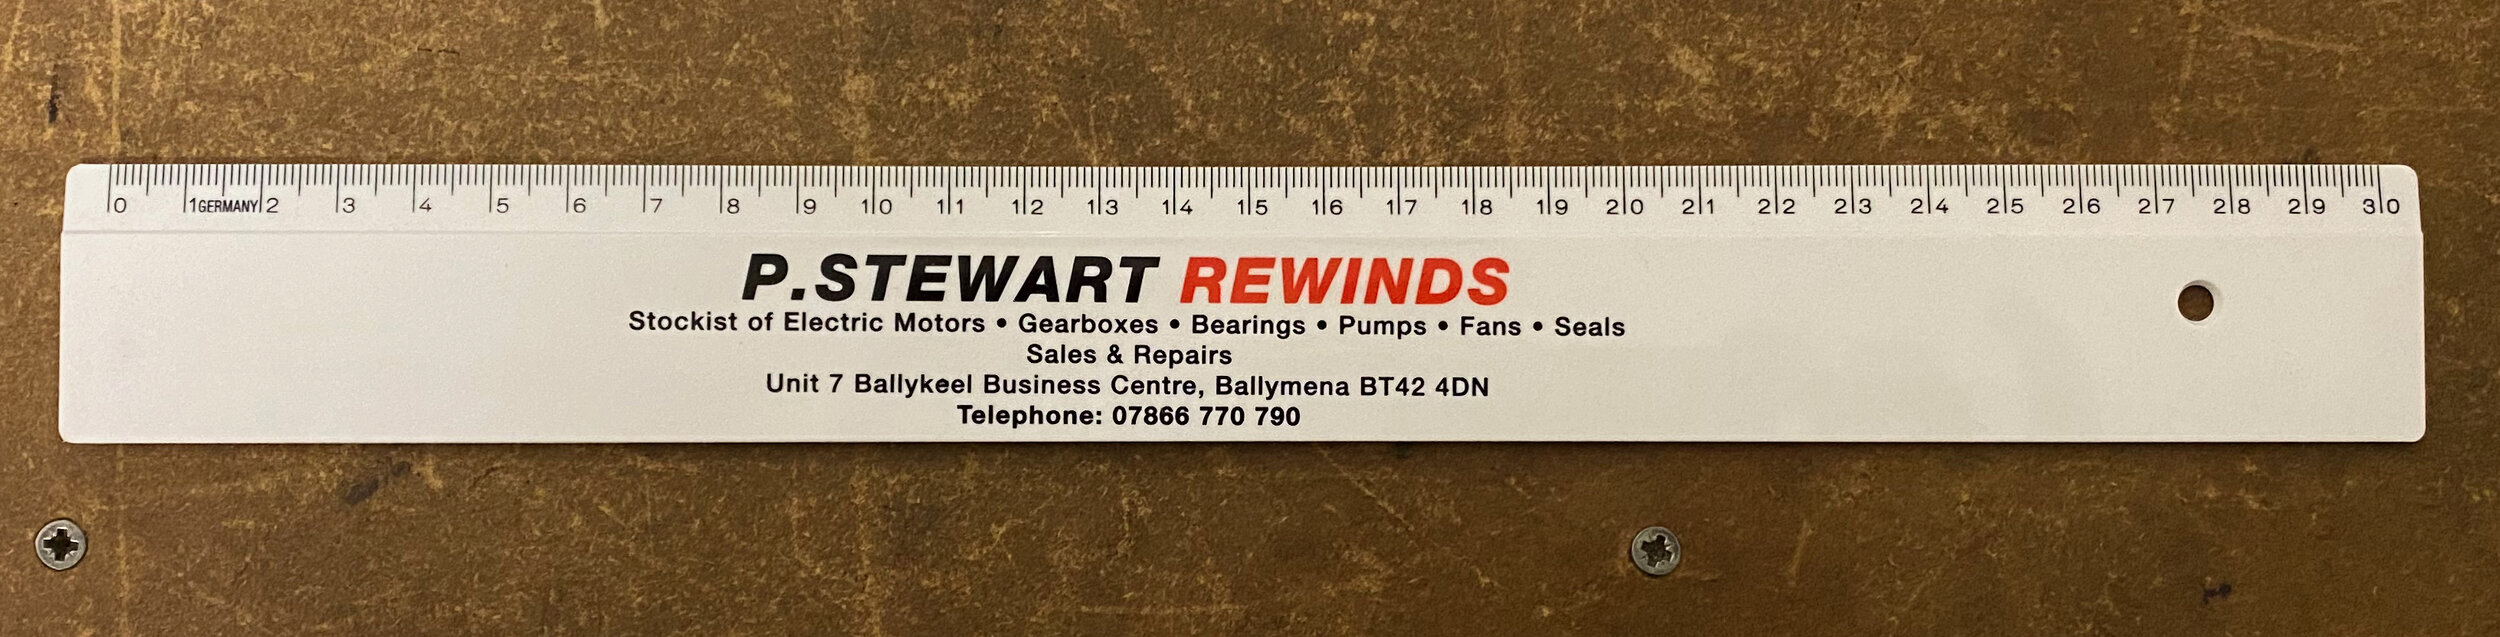 0 1 GERMANY 2 3 4 5 6 7 8 9 10 11 12 13 14 15 16 17 18 19 20 21 22 23 24 25 26 27 28 29 30
P.STEWART REWINDS
Stockist of Electric Motors • Gearboxes • Bearings • Pumps • Fans • Seals
Sales & Repairs
Unit 7 Ballykeel Business Centre, Ballymena BT42 4DN
Telephone: 07866 770 790